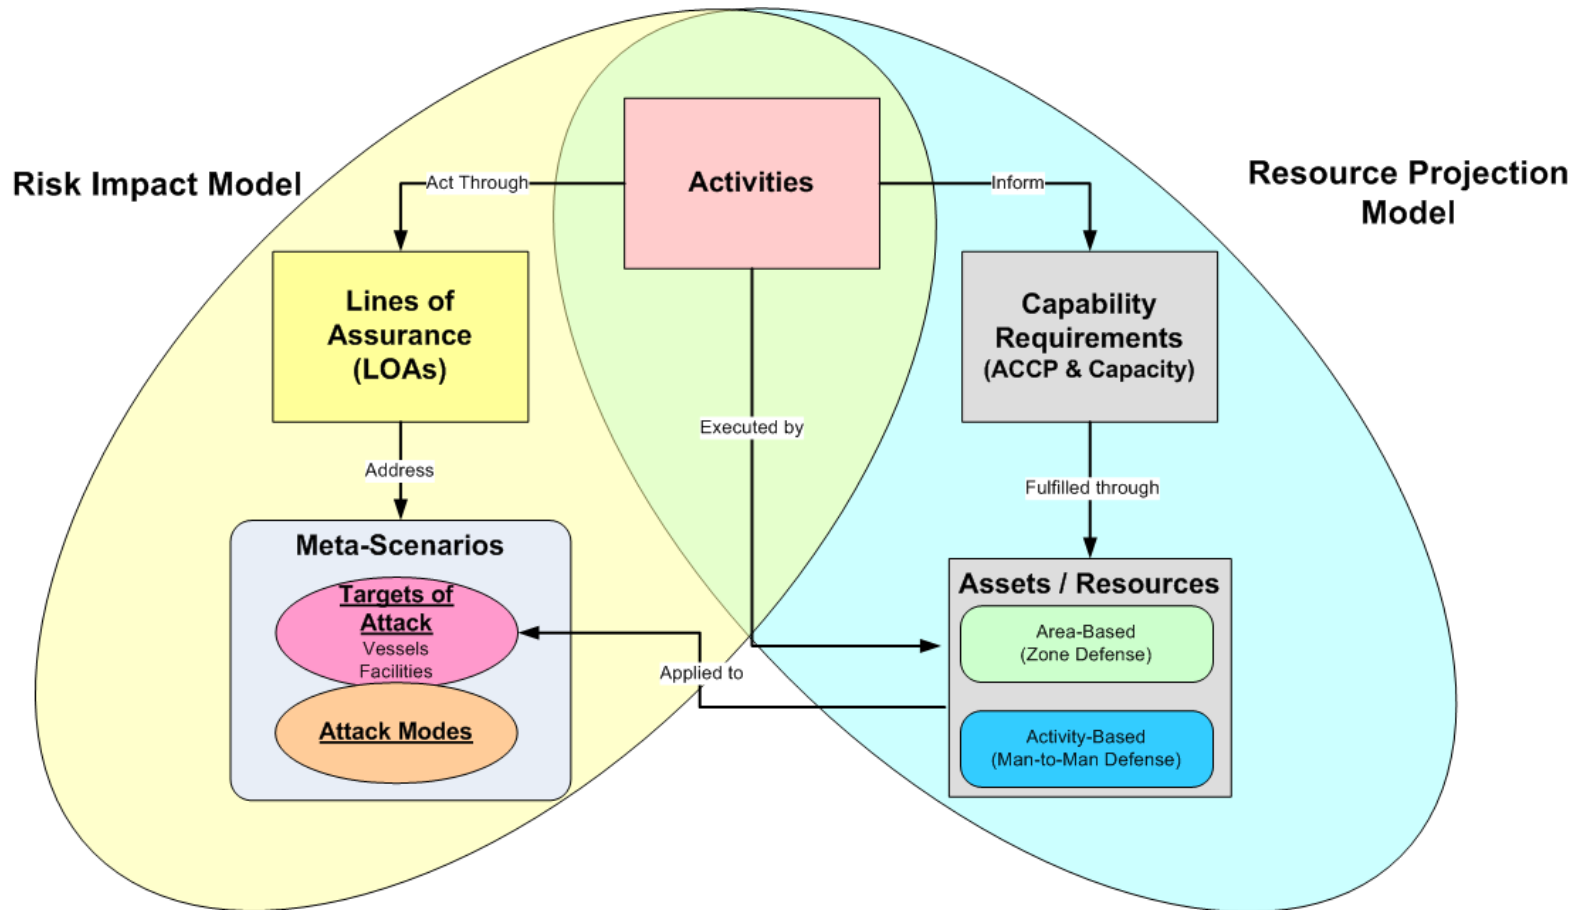 Risk Impact Model
Resource Projection
Model
Activities
Act Through
Inform
Lines of
Assurance
(LOAs)
Capability
Requirements
(ACCP & Capacity)
Executed by
Address
Fulfilled through
Meta-Scenarios
Targets of
Attack
Vessels
Facilities
Attack Modes
Applied to
Assets / Resources
Area-Based
(Zone Defense)
Activity-Based
(Man-to-Man Defense)